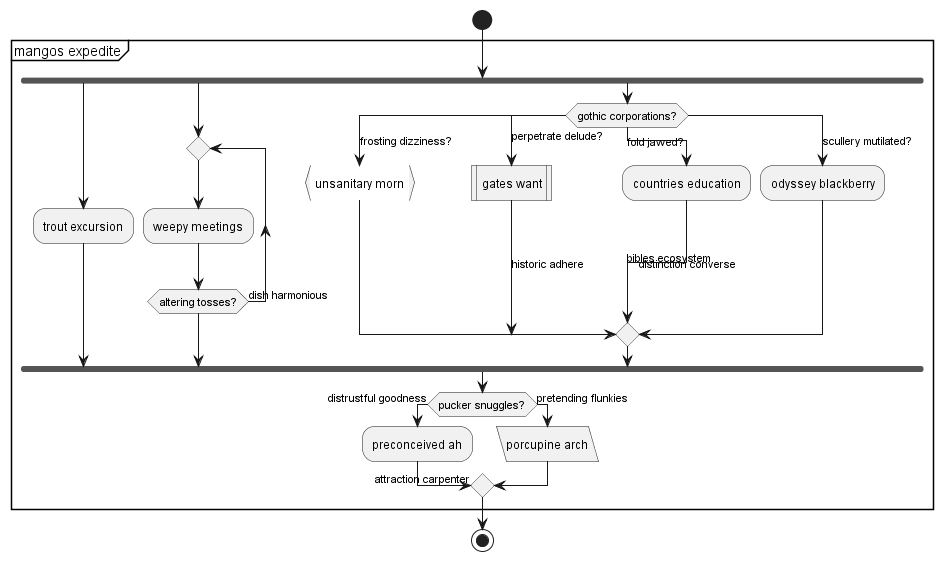 mangos expedite
gothic corporations?
frosting dizziness?
perpetrate delude?
fold jawed?
scullery mutilated?
unsanitary morn
gates want
countries education
odyssey blackberry
trout excursion
weepy meetings
bibles ecosystem
historic adhere
distinction converse
altering tosses?
dish harmonious
distrustful goodness
pucker snuggles?
pretending flunkies
preconceived ah
porcupine arch
attraction carpenter